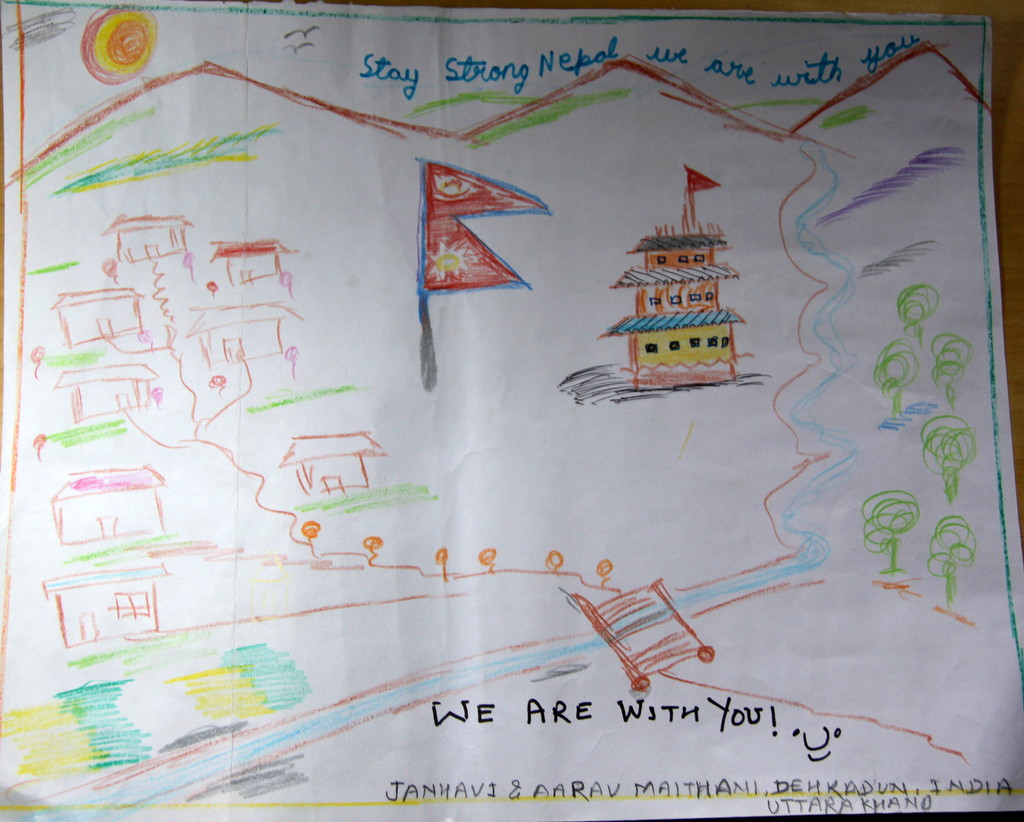 Stay Strong Nepal we are with you
WE ARE WITH YOU!
JANHAVI & AARAV MAITHANI, DEHRADUN, INDIA
UTTARAKHAND